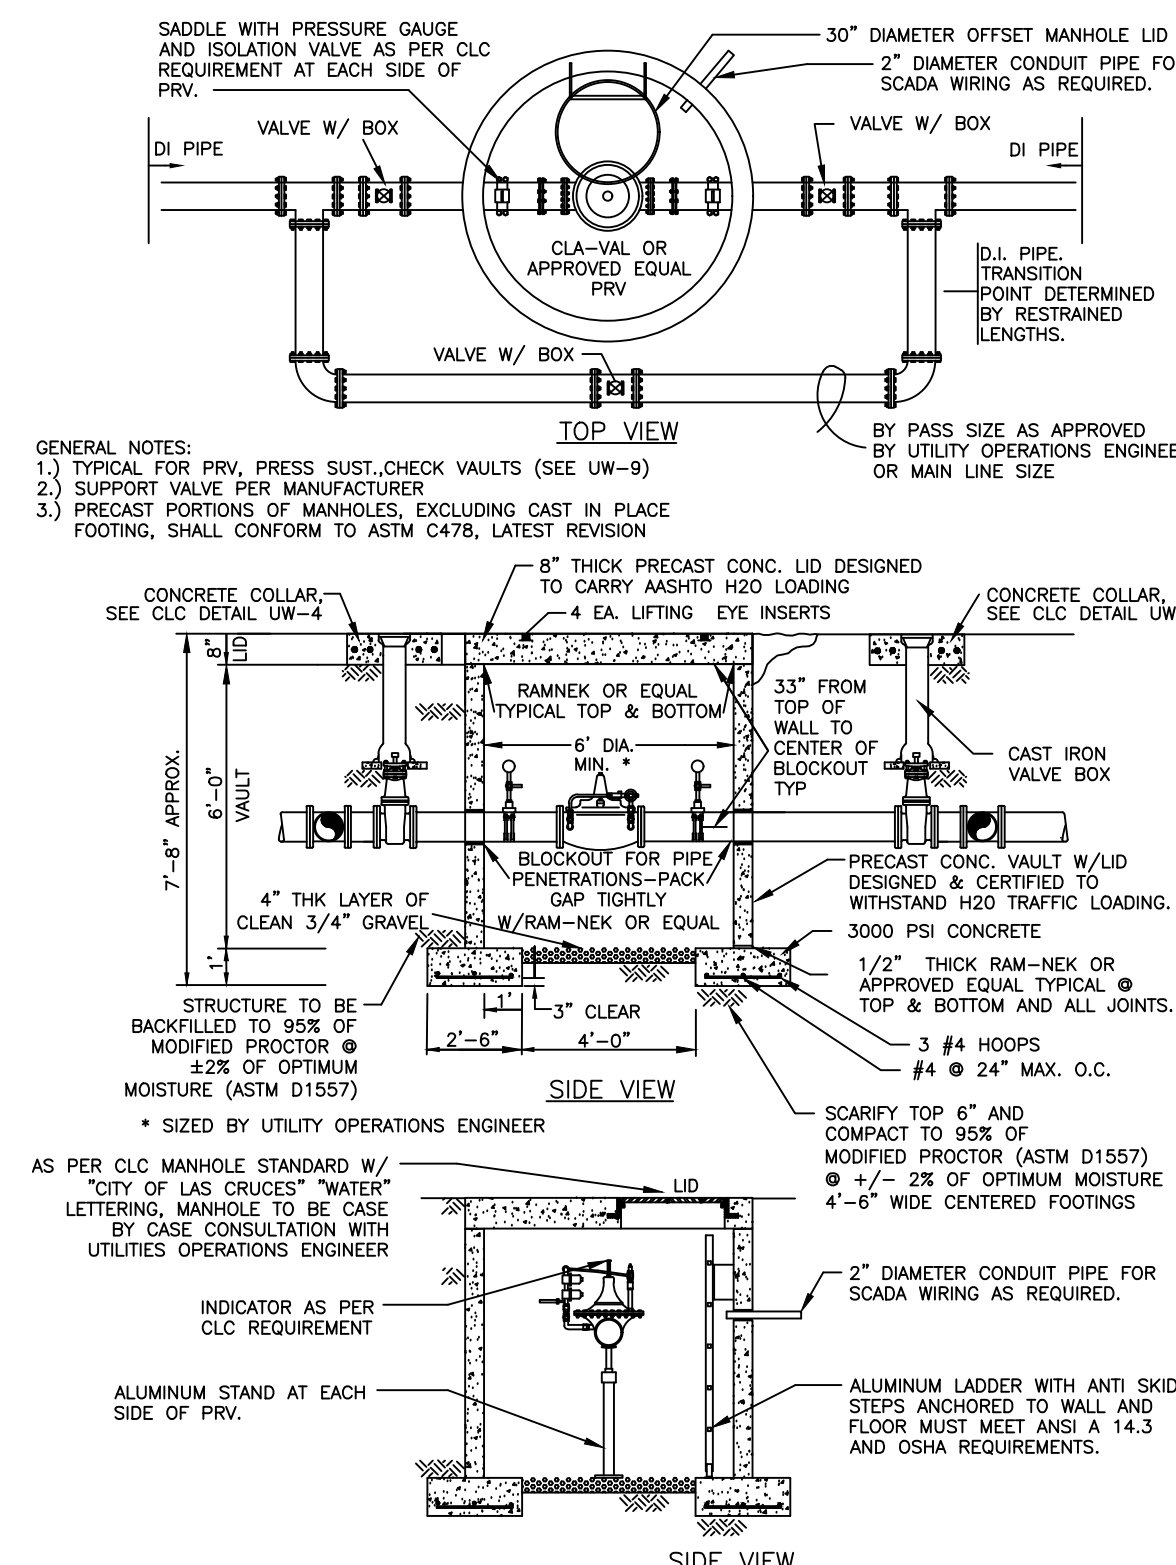 SADDLE WITH PRESSURE GAUGE
AND ISOLATION VALVE AS PER CLC
REQUIREMENT AT EACH SIDE OF
PRV.
30” DIAMETER OFFSET MANHOLE LID
2” DIAMETER CONDUIT PIPE FO
SCADA WIRING AS REQUIRED.
VALVE W/ BOX
VALVE W/ BOX
DI PIPE
DI PIPE
CLA-VAL OR
APPROVED EQUAL
PRV
D.I. PIPE.
TRANSITION
POINT DETERMINED
BY RESTRAINED
LENGTHS.
VALVE W/ BOX
TOP VIEW
BY PASS SIZE AS APPROVED
BY UTILITY OPERATIONS ENGINEE
OR MAIN LINE SIZE
GENERAL NOTES:
1.) TYPICAL FOR PRV, PRESS SUST.,CHECK VAULTS (SEE UW-9)
2.) SUPPORT VALVE PER MANUFACTURER
3.) PRECAST PORTIONS OF MANHOLES, EXCLUDING CAST IN PLACE
FOOTING, SHALL CONFORM TO ASTM C478, LATEST REVISION
8” THICK PRECAST CONC. LID DESIGNED
TO CARRY AASHTO H20 LOADING
CONCRETE COLLAR,
SEE CLC DETAIL UW-4
4 EA. LIFTING EYE INSERTS
CONCRETE COLLAR,
SEE CLC DETAIL UW
8”
LID
RAMNEK OR EQUAL
TYPICAL TOP & BOTTOM
33” FROM
TOP OF
WALL TO
CENTER OF
BLOCKOUT
TYP
6’ DIA.
MIN. *
CAST IRON
VALVE BOX
7’-8” APPROX.
6’-0”
VAULT
BLOCKOUT FOR PIPE
PENETRATIONS-PACK
GAP TIGHTLY
W/RAM-NEK OR EQUAL
PRECAST CONC. VAULT W/LID
DESIGNED & CERTIFIED TO
WITHSTAND H20 TRAFFIC LOADING.
4” THK LAYER OF
CLEAN 3/4” GRAVEL
3000 PSI CONCRETE
1’
1/2” THICK RAM-NEK OR
APPROVED EQUAL TYPICAL @
TOP & BOTTOM AND ALL JOINTS.
STRUCTURE TO BE
BACKFILLED TO 95% OF
MODIFIED PROCTOR @
±2% OF OPTIMUM
MOISTURE (ASTM D1557)
1’
3” CLEAR
2’-6”
4’-0”
3 #4 HOOPS
#4 @ 24” MAX. O.C.
SIDE VIEW
* SIZED BY UTILITY OPERATIONS ENGINEER
SCARIFY TOP 6” AND
COMPACT TO 95% OF
MODIFIED PROCTOR (ASTM D1557)
@ +/- 2% OF OPTIMUM MOISTURE
4’-6” WIDE CENTERED FOOTINGS
AS PER CLC MANHOLE STANDARD W/
”CITY OF LAS CRUCES” ”WATER”
LETTERING, MANHOLE TO BE CASE
BY CASE CONSULTATION WITH
UTILITIES OPERATIONS ENGINEER
LID
INDICATOR AS PER
CLC REQUIREMENT
2” DIAMETER CONDUIT PIPE FOR
SCADA WIRING AS REQUIRED.
ALUMINUM STAND AT EACH
SIDE OF PRV.
ALUMINUM LADDER WITH ANTI SKID
STEPS ANCHORED TO WALL AND
FLOOR MUST MEET ANSI A 14.3
AND OSHA REQUIREMENTS.
SIDE VIEW